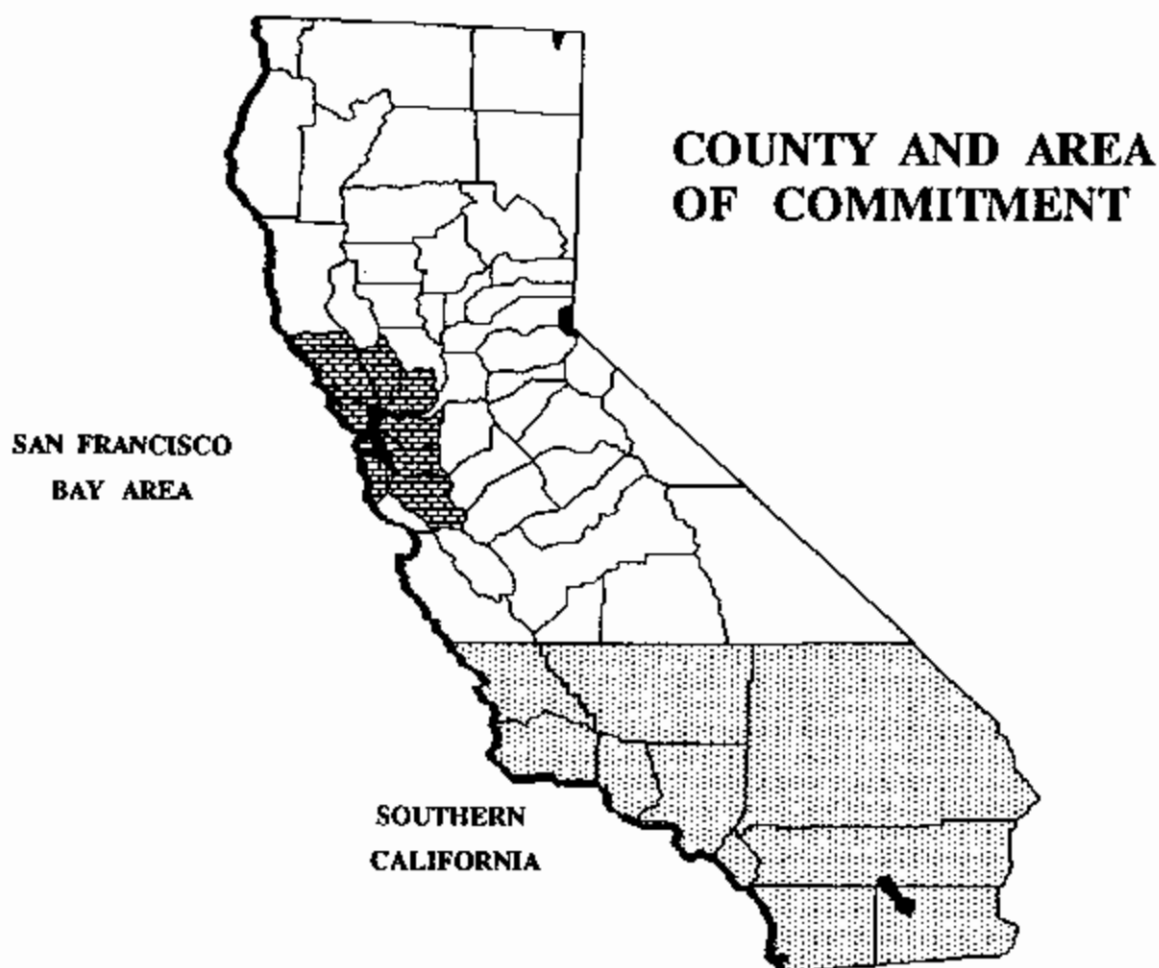 COUNTY AND AREA
OF COMMITMENT
SAN FRANCISCO
BAY AREA
SOUTHERN
CALIFORNIA